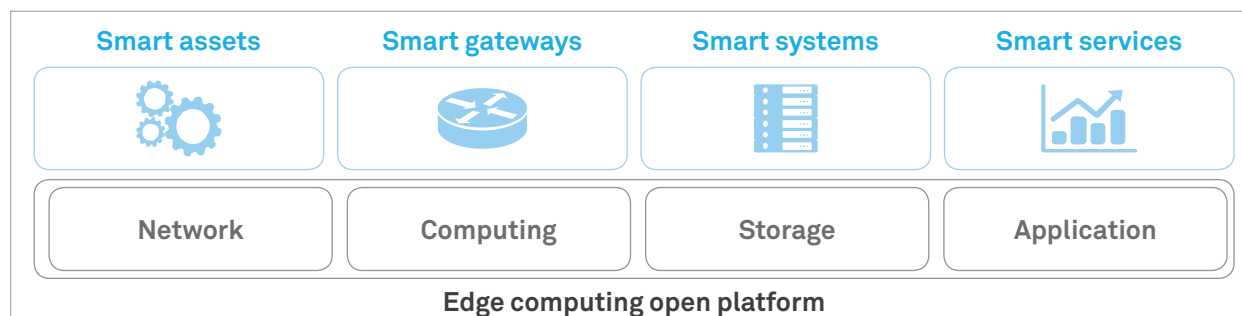 Smart assets
Smart gateways
Smart systems
Smart services
Network
Computing
Storage
Application
Edge computing open platform